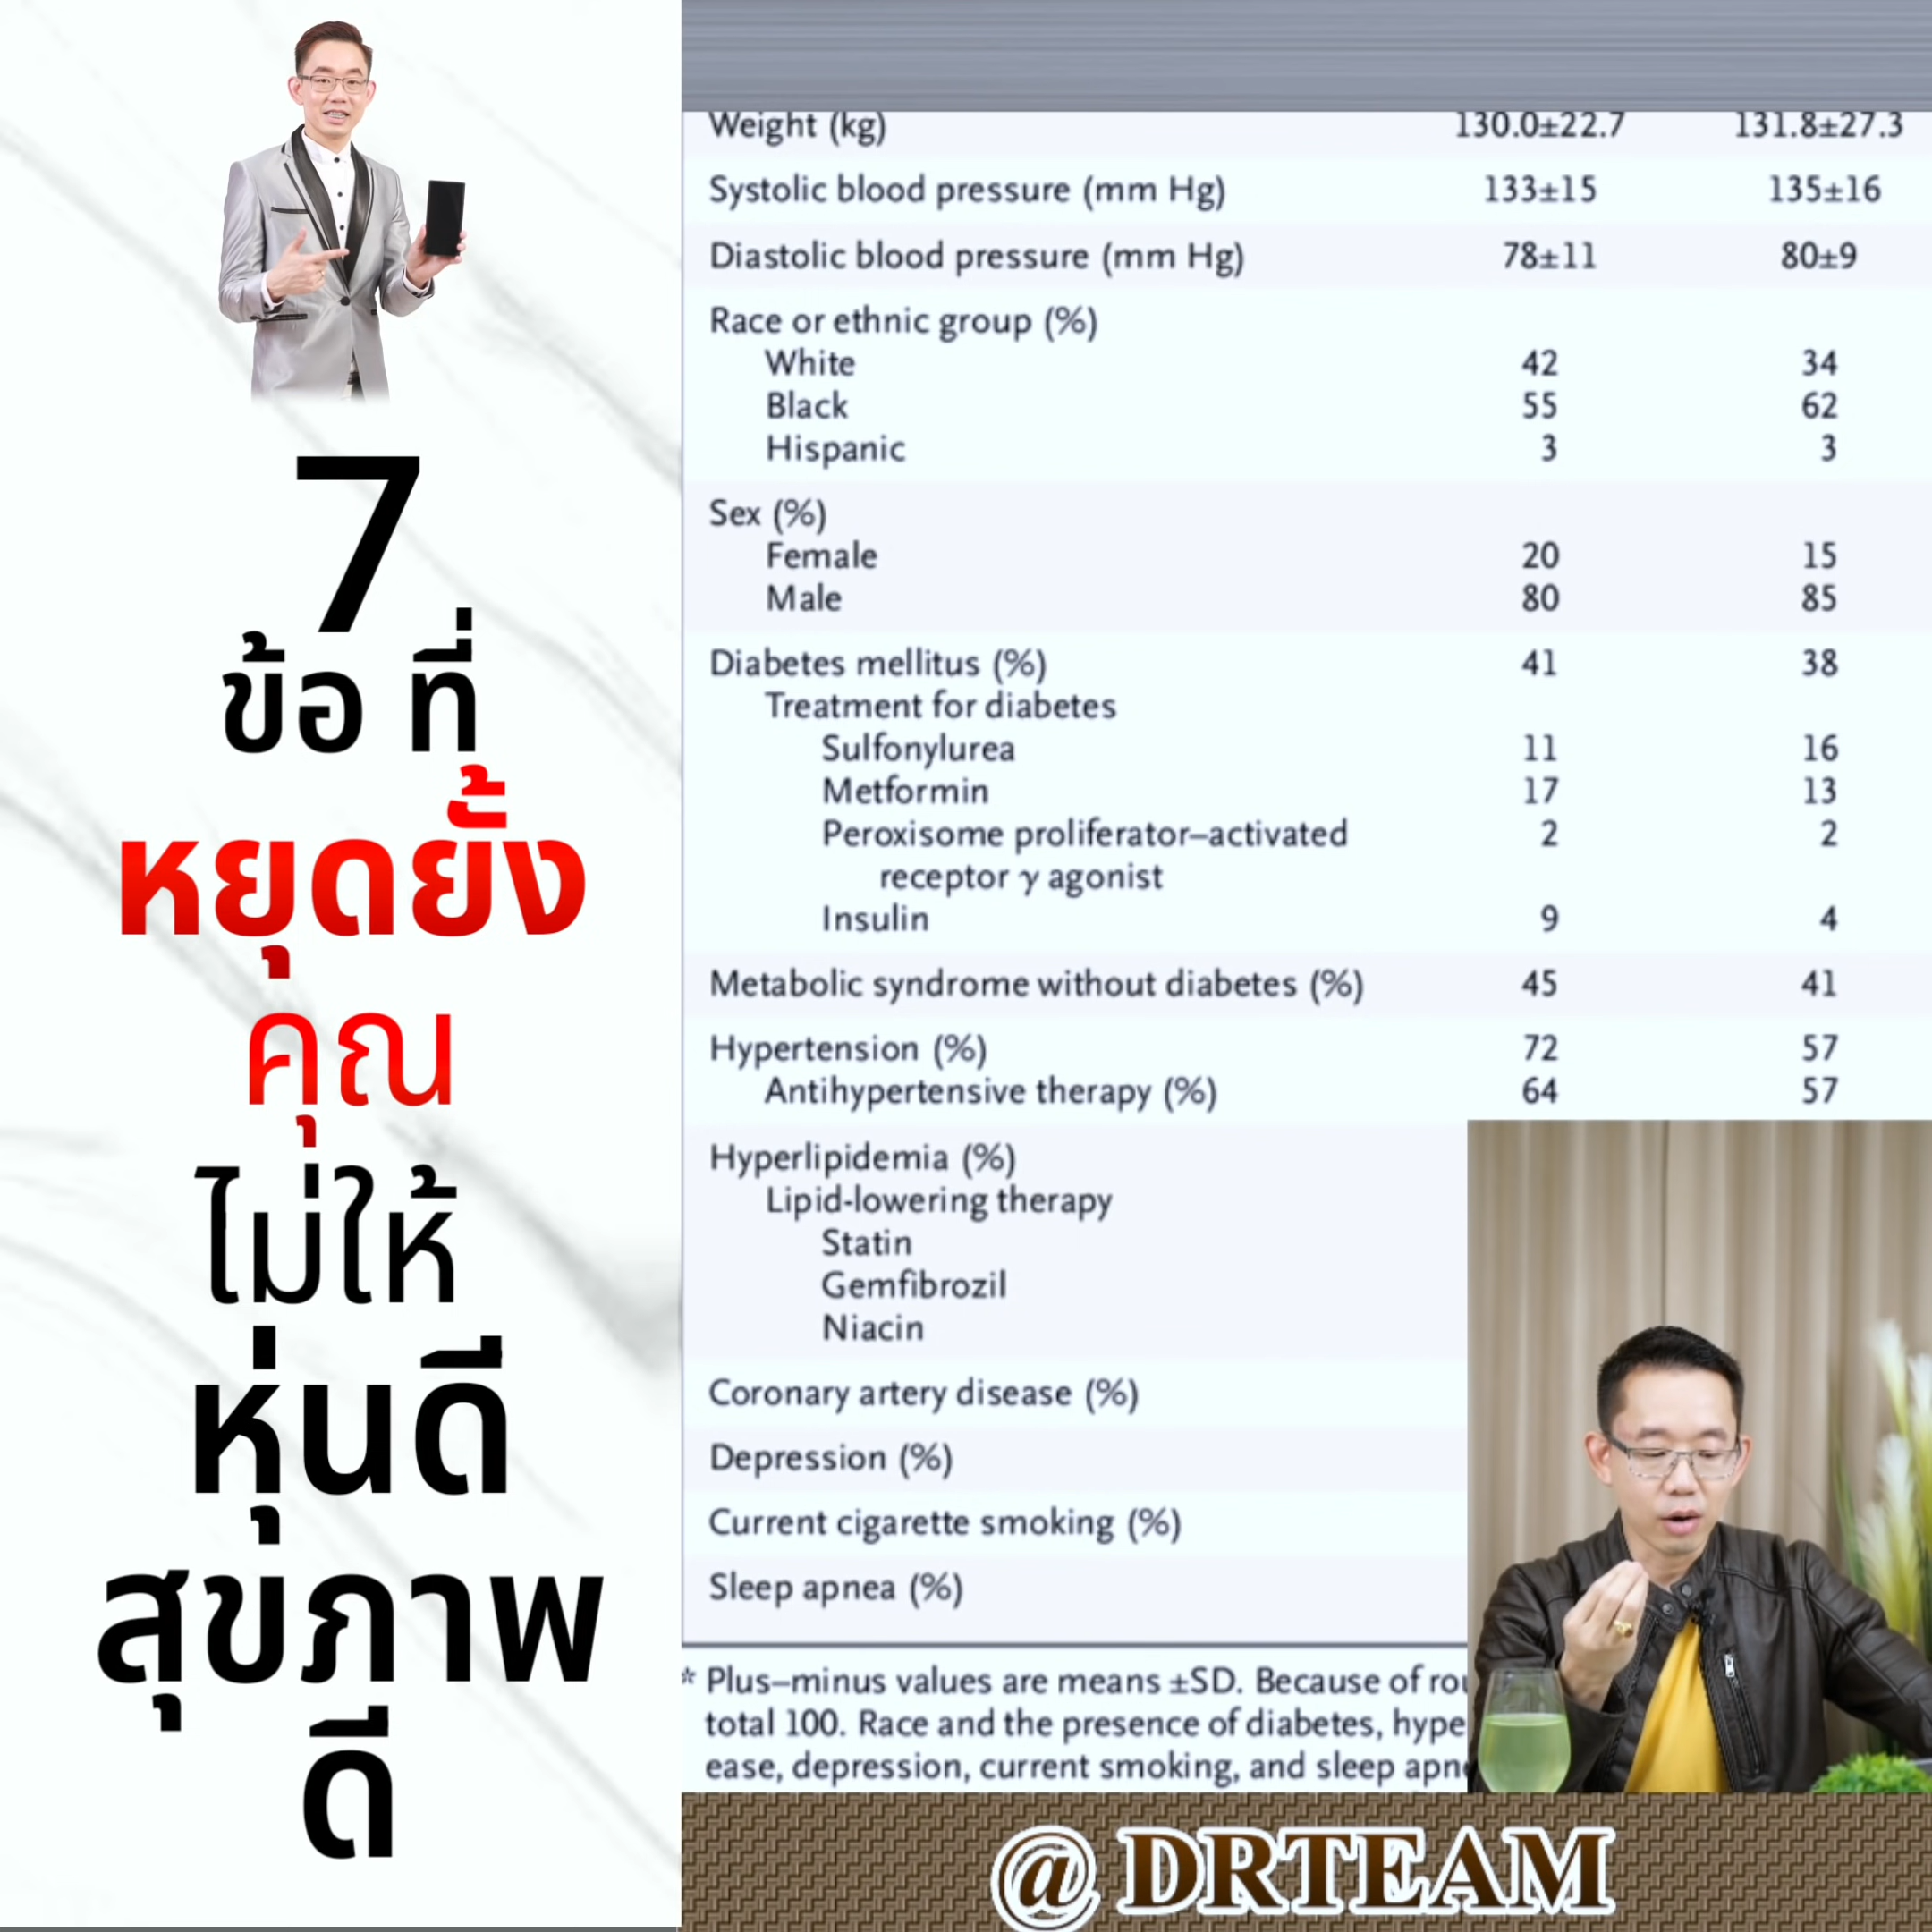 7
ข้อ ที่
หยุดยั้ง
คุณ
ไม่ให้
หุ่นดี
สุขภาพ
ดี
Weight (kg) 130.0±22.7 131.8±27.3
Systolic blood pressure (mm Hg) 133±15 135±16
Diastolic blood pressure (mm Hg) 78±11 80±9
Race or ethnic group (%)
White 42 34
Black 55 62
Hispanic 3 3
Sex (%)
Female 20 15
Male 80 85
Diabetes mellitus (%) 41 38
Treatment for diabetes
Sulfonylurea 11 16
Metformin 17 13
Peroxisome proliferator–activated 2 2
receptor γ agonist
Insulin 9 4
Metabolic syndrome without diabetes (%) 45 41
Hypertension (%) 72 57
Antihypertensive therapy (%) 64 57
Hyperlipidemia (%)
Lipid-lowering therapy
Statin
Gemfibrozil
Niacin
Coronary artery disease (%)
Depression (%)
Current cigarette smoking (%)
Sleep apnea (%)
* Plus–minus values are means ±SD. Because of
total 100. Race and the presence of diabetes,
ease, depression, current smoking, and sleep
@ DRTEAM